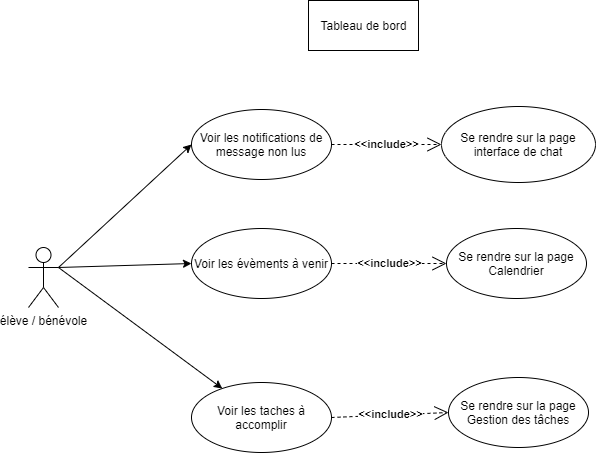 Tableau de bord
Voir les notifications de
message non lus
<<include>>
Se rendre sur la page
interface de chat
élève / bénévole
Voir les évèments à venir
<<include>>
Se rendre sur la page
Calendrier
Voir les taches à
accomplir
<<include>>
Se rendre sur la page
Gestion des tâches